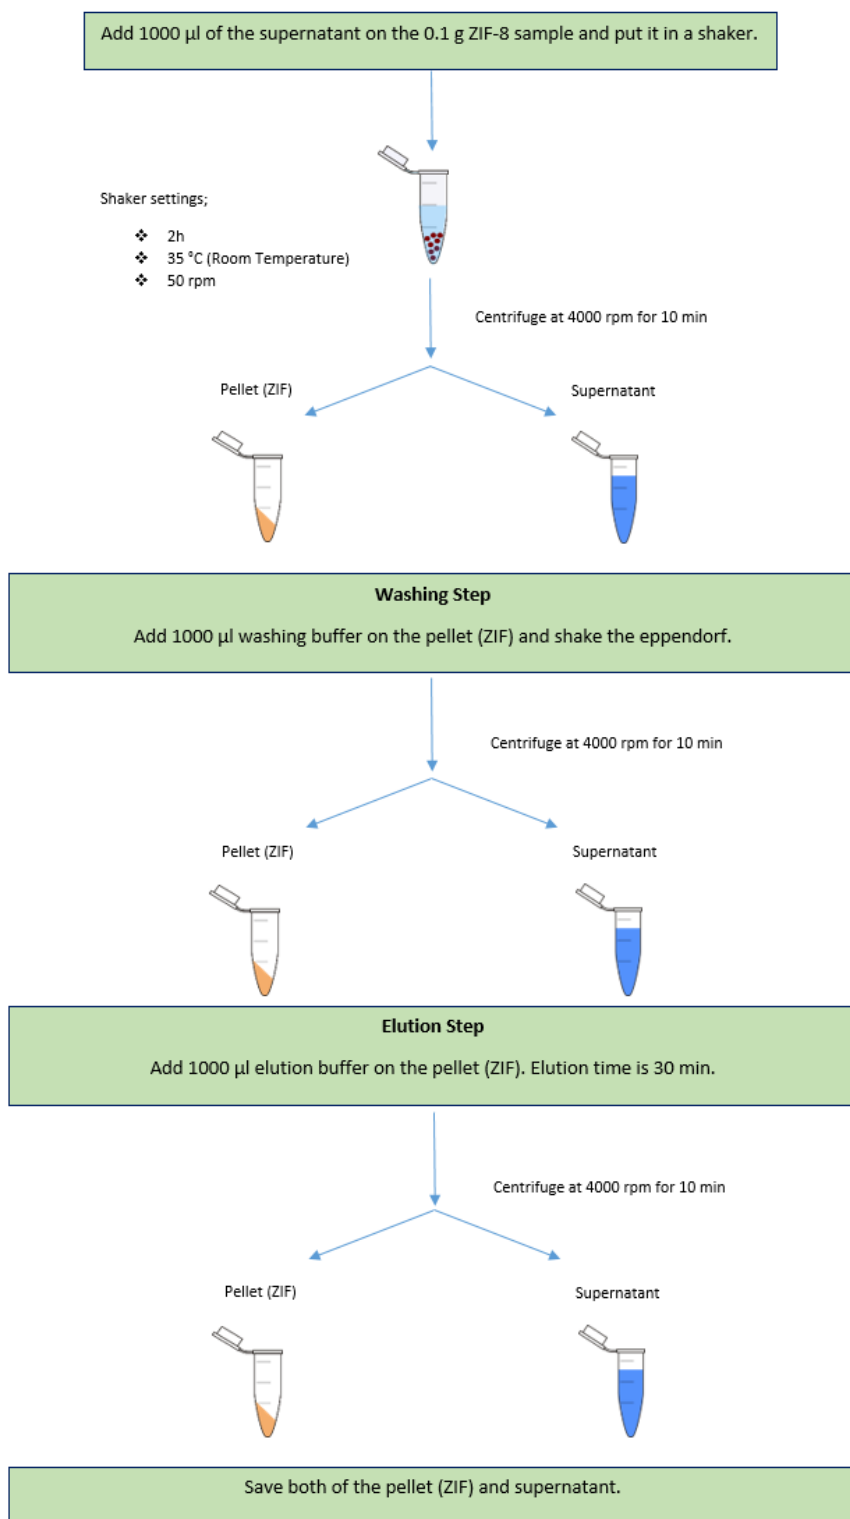 Add 1000 µl of the supernatant on the 0.1 g ZIF-8 sample and put it in a shaker.
Shaker settings;
❖ 2h
❖ 35 °C (Room Temperature)
❖ 50 rpm
Centrifuge at 4000 rpm for 10 min
Pellet (ZIF)
Supernatant
Washing Step
Add 1000 µl washing buffer on the pellet (ZIF) and shake the eppendorf.
Centrifuge at 4000 rpm for 10 min
Pellet (ZIF)
Supernatant
Elution Step
Add 1000 µl elution buffer on the pellet (ZIF). Elution time is 30 min.
Centrifuge at 4000 rpm for 10 min
Pellet (ZIF)
Supernatant
Save both of the pellet (ZIF) and supernatant.